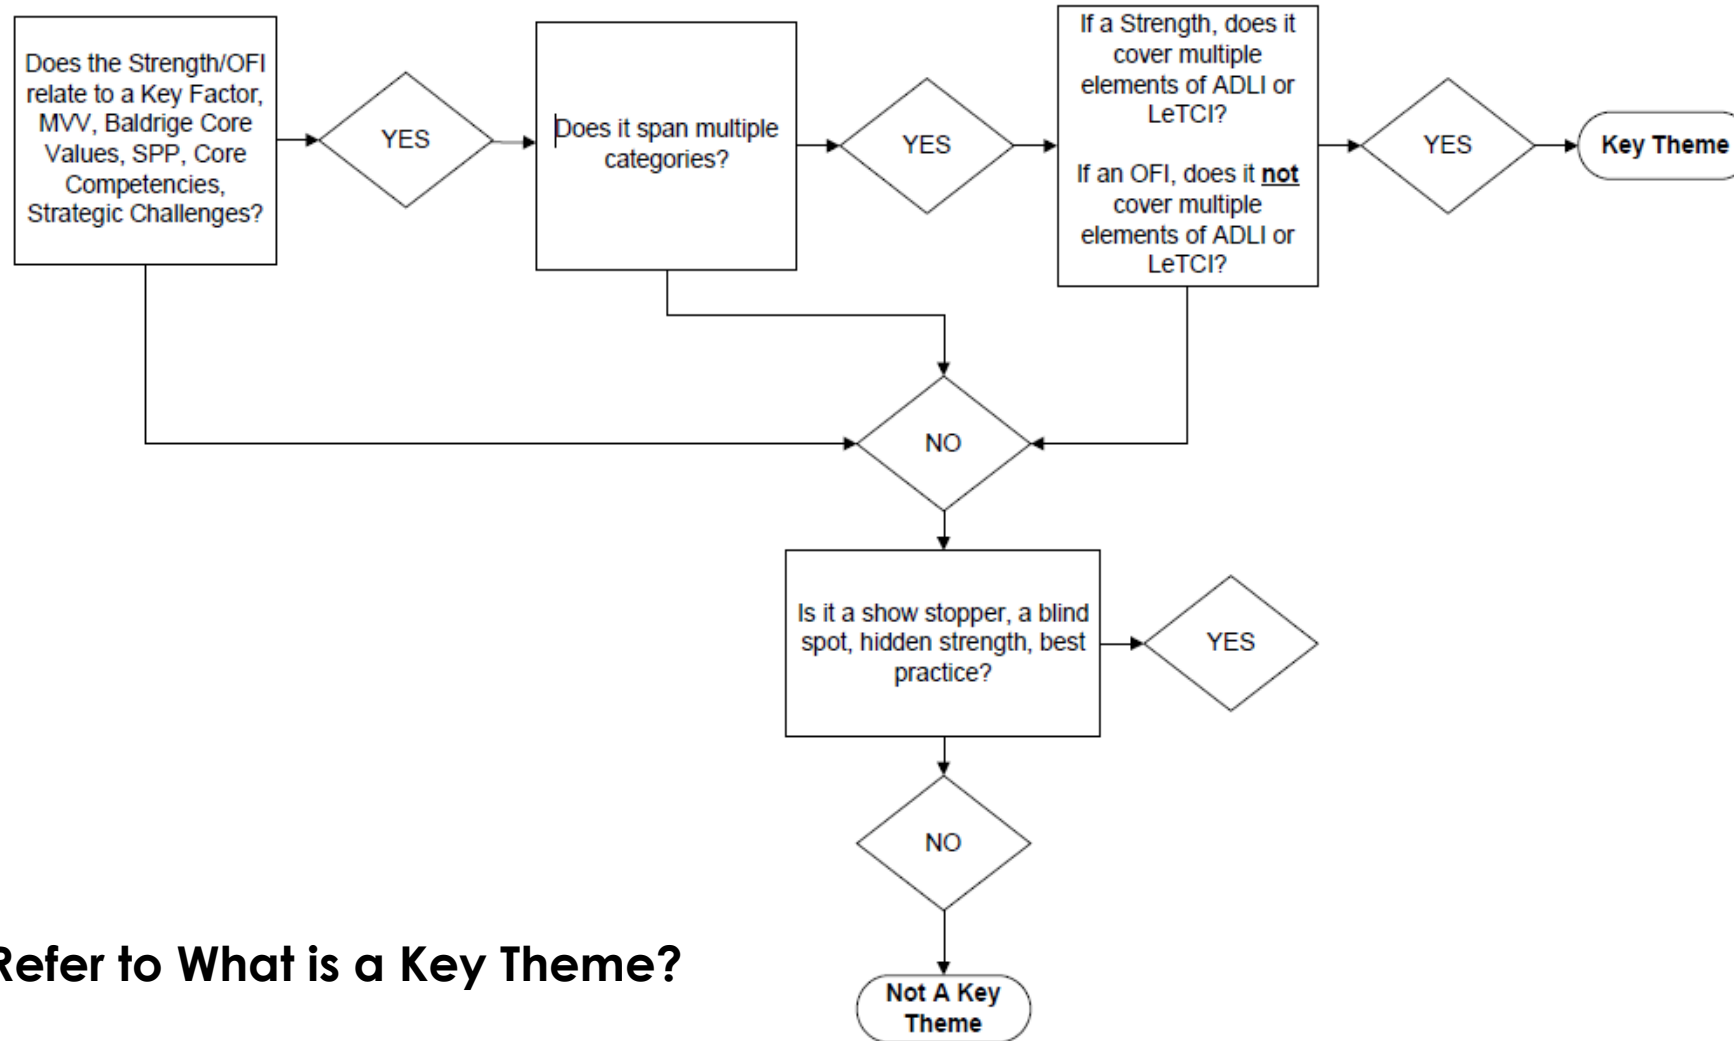 Does the Strength/OFI
relate to a Key Factor,
MVV, Baldrige Core
Values, SPP, Core
Competencies,
Strategic Challenges?
YES
Does it span multiple
categories?
YES
If a Strength, does it
cover multiple
elements of ADLI or
LeTCI?
If an OFI, does it not
cover multiple
elements of ADLI or
LeTCI?
YES
Key Theme
NO
Is it a show stopper, a blind
spot, hidden strength, best
practice?
YES
NO
Refer to What is a Key Theme?
Not A Key
Theme